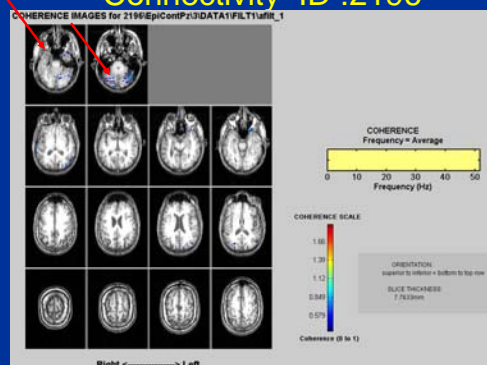 Connectivity ID :2196
COHERENCE IMAGES for 2196\EpiContPz\3\DATA1\FILT1\afilt_1
COHERENCE
Frequency = Average
0 10 20 30 40 50
Frequency (Hz)
COHERENCE SCALE
1.66
1.39
1.12
0.849
0.579
Coherence (0 to 1)
ORIENTATION:
superior to inferior = bottom to top row
SLICE THICKNESS:
7.7633mm
Right <--------------> Left